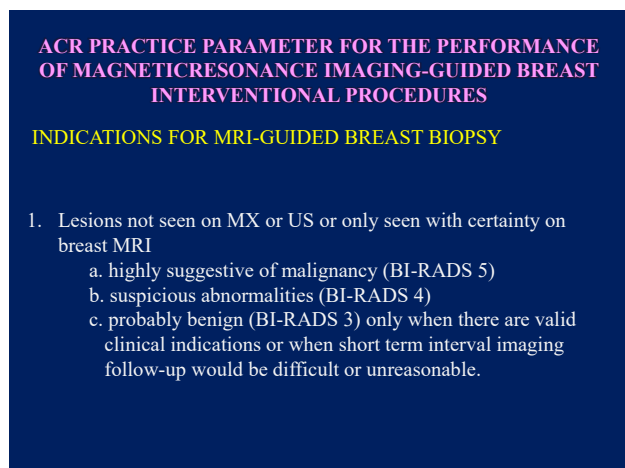 ACR PRACTICE PARAMETER FOR THE PERFORMANCE
OF MAGNETICRESONANCE IMAGING-GUIDED BREAST
INTERVENTIONAL PROCEDURES
INDICATIONS FOR MRI-GUIDED BREAST BIOPSY
1. Lesions not seen on MX or US or only seen with certainty on
breast MRI
a. highly suggestive of malignancy (BI-RADS 5)
b. suspicious abnormalities (BI-RADS 4)
c. probably benign (BI-RADS 3) only when there are valid
clinical indications or when short term interval imaging
follow-up would be difficult or unreasonable.